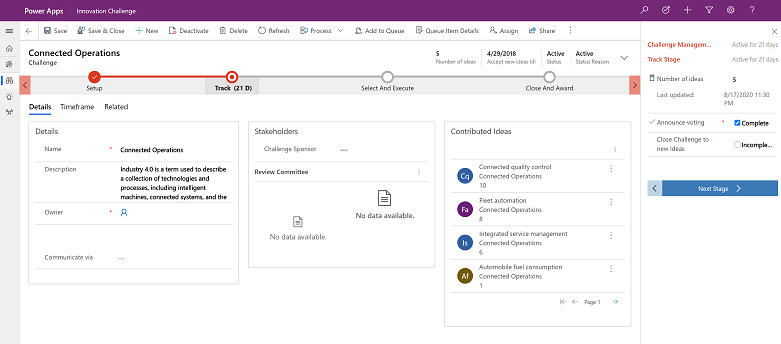 Power Apps Innovation Challenge
Save Save & Close New Deactivate Delete Refresh Process Add to Queue Queue Item Details Assign Share
Connected Operations
Challenge
5
Number of ideas
4/29/2018
Accept new ideas till
Active
Status
Active
Status Reason
Setup
Track (21 D)
Select And Execute
Close And Award
Details Timeframe Related
Details
Name * Connected Operations
Description
Industry 4.0 is a term used to describe
a collection of technologies and
processes, including intelligent
machines, connected systems, and the
Owner *
Communicate via ---
Stakeholders
Challenge Sponsor ---
Review Committee
No data available.
No data available.
Contributed Ideas
Cq
Connected quality control
Connected Operations
10
Fa
Fleet automation
Connected Operations
8
Is
Integrated service management
Connected Operations
6
Af
Automobile fuel consumption
Connected Operations
1
Page 1
Challenge Managem... Active for 21 days
Track Stage Active for 21 days
Number of ideas 5
Last updated: 8/17/2020 11:30
PM
Announce voting * Complete
Close Challenge to
new Ideas
Incomple...
Next Stage